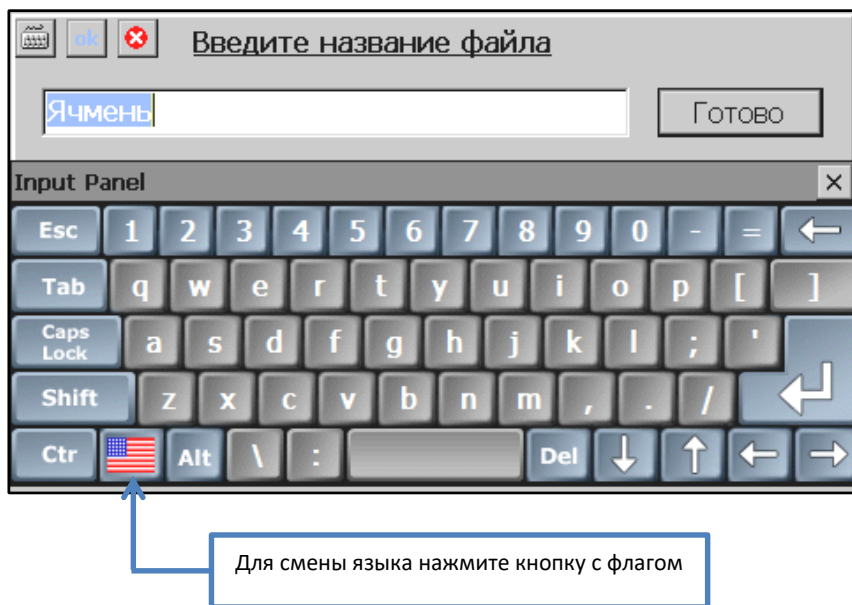 ok Введите название файла
Ячмень Готово
Input Panel
Esc 1 2 3 4 5 6 7 8 9 0 - =
Tab q w e r t y u i o p [ ]
Caps Lock a s d f g h j k l ; '
Shift z x c v b n m , . /
Ctr Alt \ : Del
Для смены языка нажмите кнопку с флагом